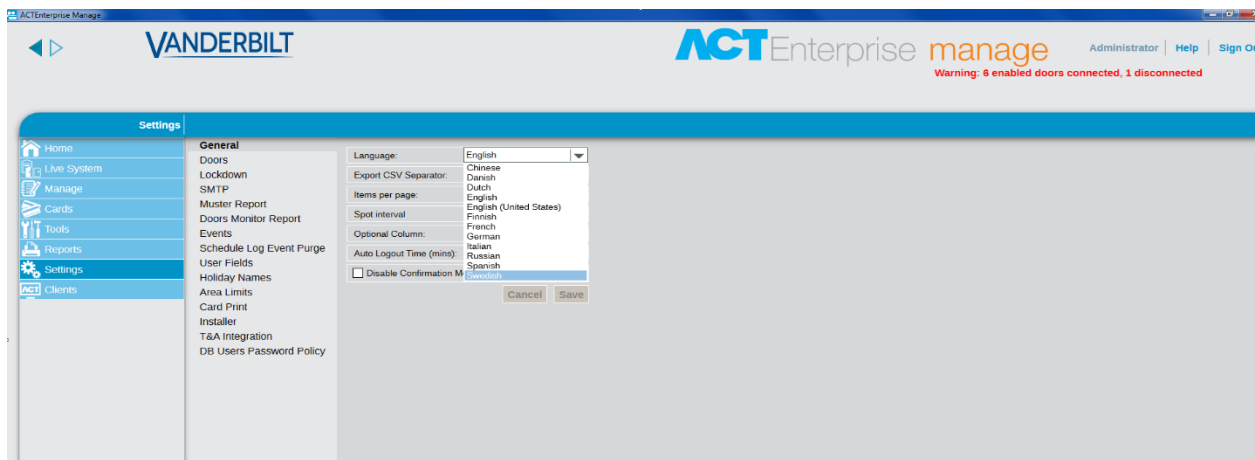 ACTEnterprise Manage
VANDERBILT
ACTEnterprise manage
Administrator | Help | Sign Ou
Warning: 6 enabled doors connected, 1 disconnected
Settings
Home
Live System
Manage
Cards
Tools
Reports
Settings
ACT Clients
General
Doors
Lockdown
SMTP
Muster Report
Doors Monitor Report
Events
Schedule Log Event Purge
User Fields
Holiday Names
Area Limits
Card Print
Installer
T&A Integration
DB Users Password Policy
Language: English
Export CSV Separator:
Items per page:
Spot interval
Optional Column:
Auto Logout Time (mins):
Disable Confirmation M
Chinese
Danish
Dutch
English
English (United States)
Finnish
French
German
Italian
Russian
Spanish
Swedish
Cancel Save